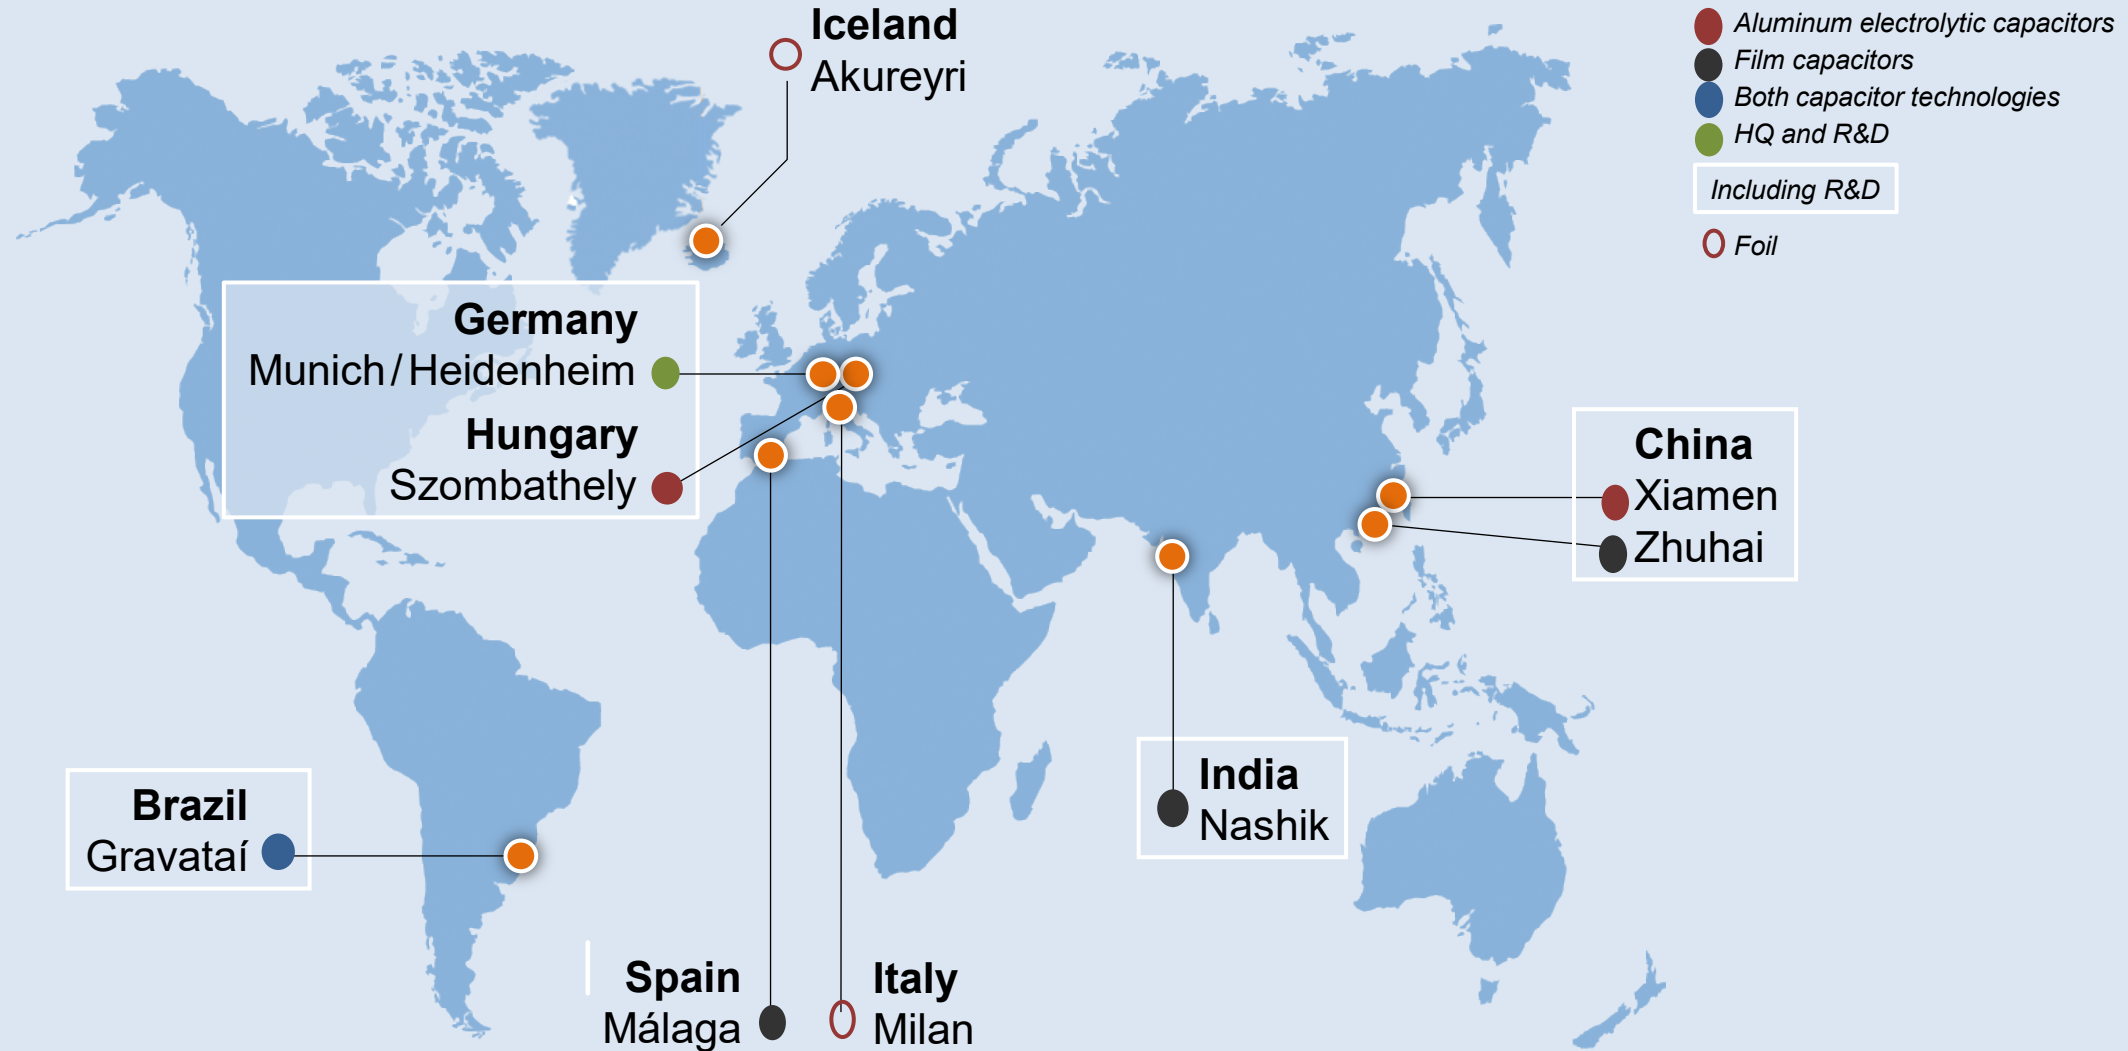 Iceland
Akureyri
Aluminum electrolytic capacitors
Film capacitors
Both capacitor technologies
HQ and R&D
Including R&D
Foil
Germany
Munich / Heidenheim
Hungary
Szombathely
China
Xiamen
Zhuhai
India
Nashik
Brazil
Gravataí
Spain
Málaga
Italy
Milan